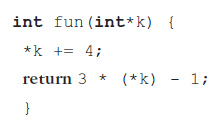 int fun(int*k) {
*k += 4;
return 3 * (*k) - 1;
}